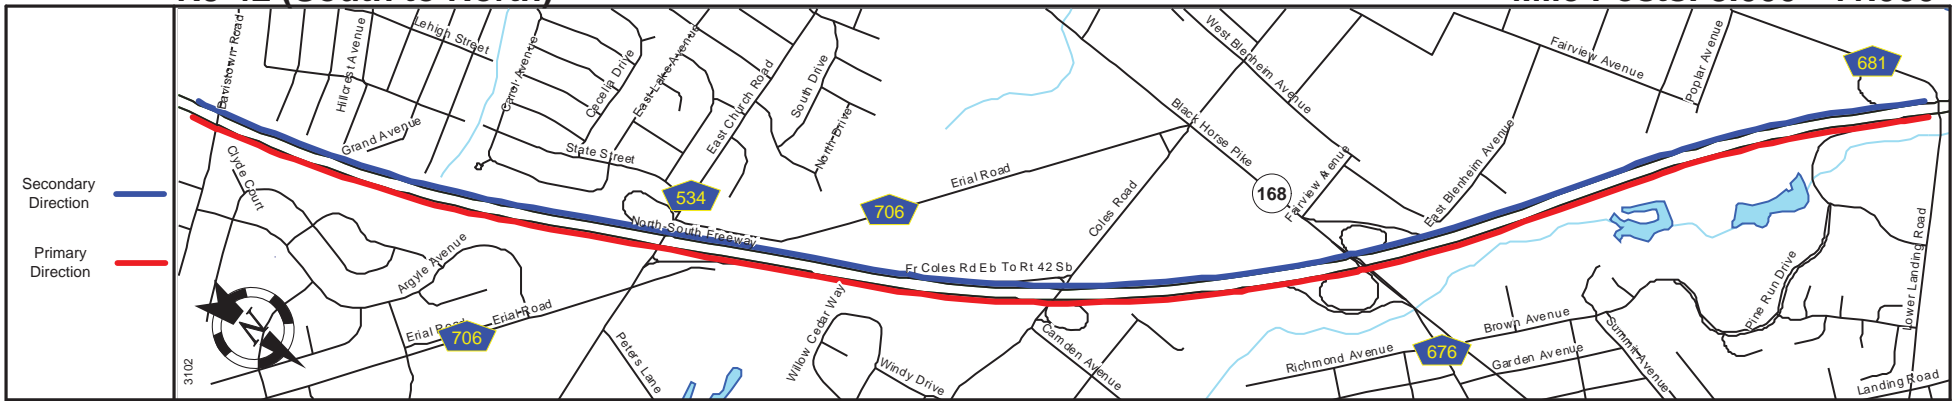 Secondary
Direction
Primary
Direction
3102
Davistown Road
Hillcrest Avenue
Lehigh Street
Grand Avenue
Carol Avenue
Cecelia Drive
East Lake Avenue
East Church Road
South Drive
North Drive
State Street
Clyde Court
Argyle Avenue
Erial Road
Erial Road
706
534
North-South Freeway
706
Erial Road
Peters Lane
Willow Cedar Way
Windy Drive
Fr Coles Rd Eb To Rt 42 Sb
Coles Road
Camden Avenue
Black Horse Pike
168
West Blenheim Avenue
Fairview Avenue
East Blenheim Avenue
Fairview Avenue
Poplar Avenue
681
676
Richmond Avenue
Brown Avenue
Garden Avenue
Summit Avenue
Pine Run Drive
Lower Landing Road
Landing Road
N